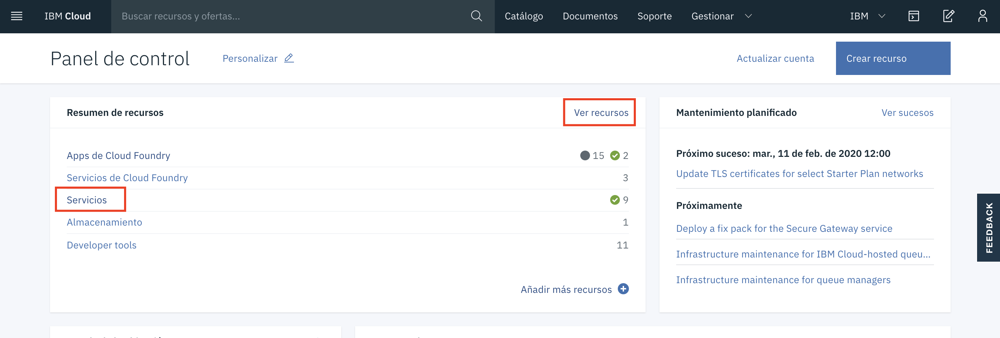 IBM Cloud
Buscar recursos y ofertas...
Catálogo
Documentos
Soporte
Gestionar
IBM
Panel de control
Personalizar
Actualizar cuenta
Crear recurso
Resumen de recursos
Ver recursos
Apps de Cloud Foundry
15
2
Servicios de Cloud Foundry
3
Servicios
9
Almacenamiento
1
Developer tools
11
Añadir más recursos
Mantenimiento planificado
Ver sucesos
Próximo suceso: mar., 11 de feb. de 2020 12:00
Update TLS certificates for select Starter Plan networks
Próximamente
Deploy a fix pack for the Secure Gateway service
Infrastructure maintenance for IBM Cloud-hosted queu...
Infrastructure maintenance for queue managers
FEEDBACK